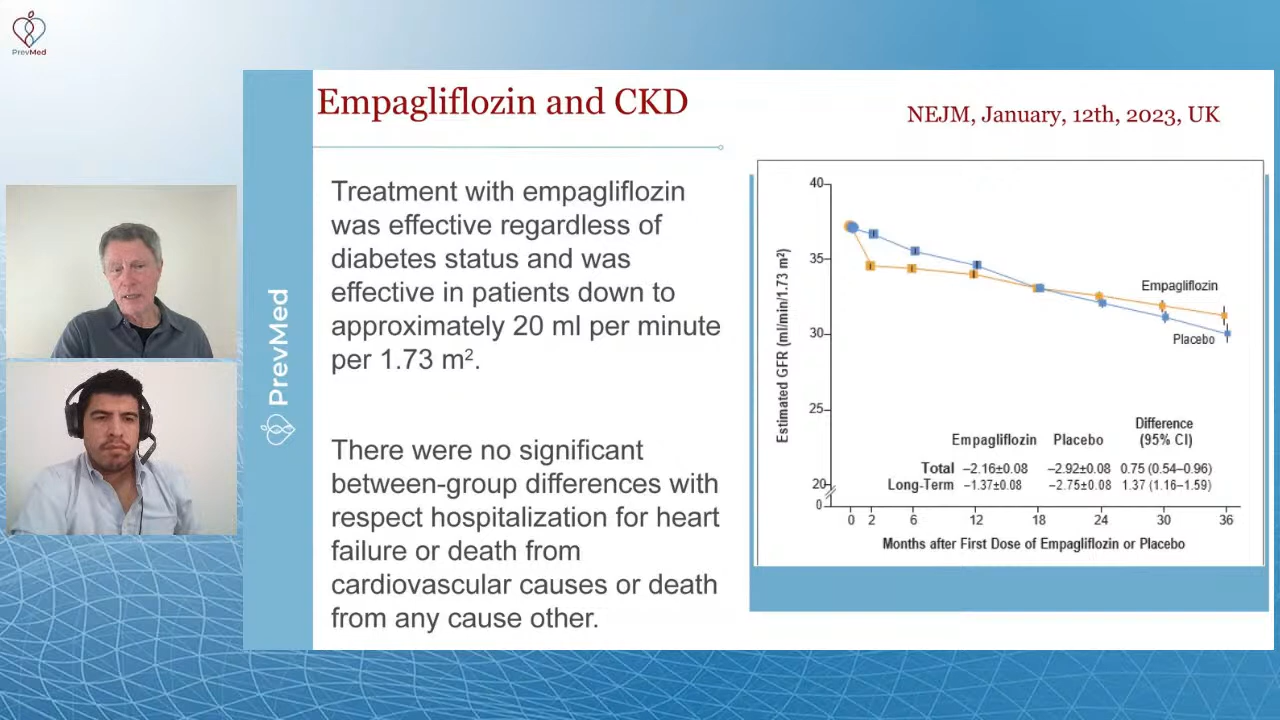 PrevMed
Empagliflozin and CKD
NEJM, January, 12th, 2023, UK
Treatment with empagliflozin
was effective regardless of
diabetes status and was
effective in patients down to
approximately 20 ml per minute
per 1.73 m².
There were no significant
between-group differences with
respect hospitalization for heart
failure or death from
cardiovascular causes or death
from any cause other.
PrevMed
Estimated GFR (ml/min/1.73 m²)
40
35
30
25
20
0
Empagliflozin
Placebo
Difference
Empagliflozin Placebo (95% CI)
Total −2.16±0.08 −2.92±0.08 0.75 (0.54–0.96)
Long-Term −1.37±0.08 −2.75±0.08 1.37 (1.16–1.59)
0 2 6 12 18 24 30 36
Months after First Dose of Empagliflozin or Placebo